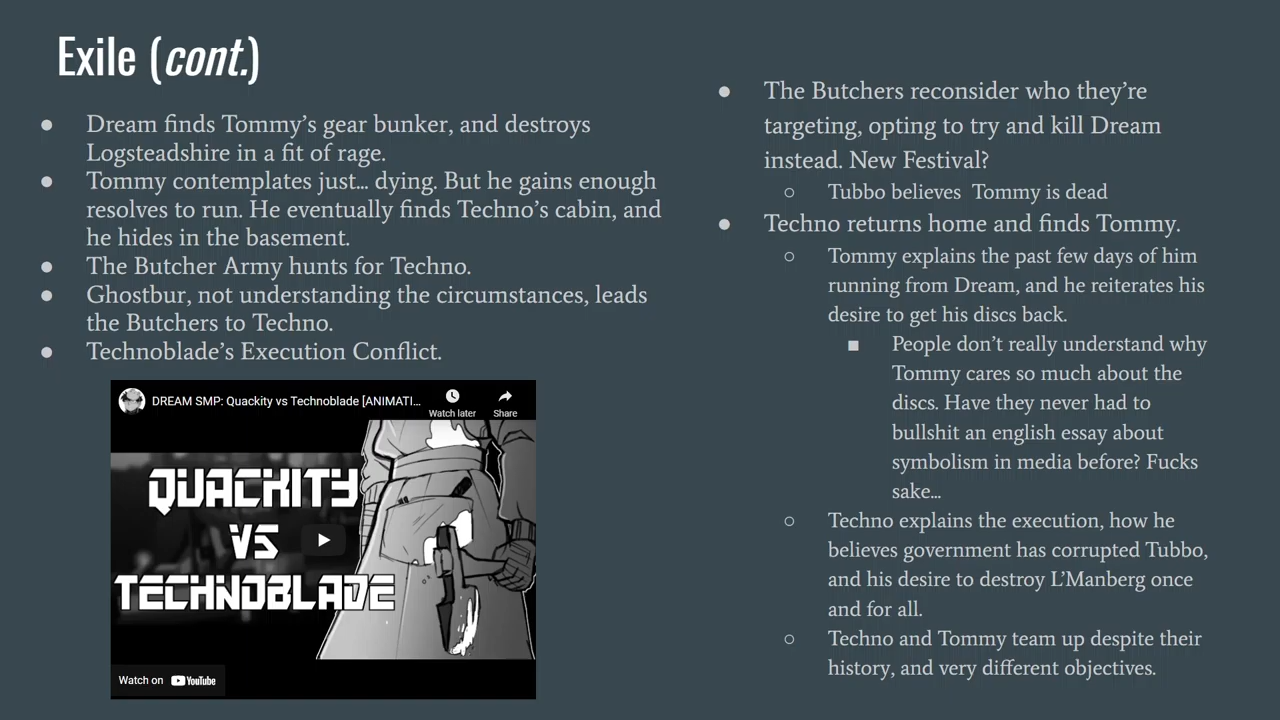 Exile (cont.)
● Dream finds Tommy's gear bunker, and destroys
Logsteadshire in a fit of rage.
● Tommy contemplates just... dying. But he gains enough
resolves to run. He eventually finds Techno's cabin, and
he hides in the basement.
● The Butcher Army hunts for Techno.
● Ghostbur, not understanding the circumstances, leads
the Butchers to Techno.
● Technoblade's Execution Conflict.
DREAM SMP: Quackity vs Technoblade [ANIMATI...
Watch later
Share
QUACKITY
VS
TECHNOBLADE
Watch on YouTube
● The Butchers reconsider who they're
targeting, opting to try and kill Dream
instead. New Festival?
○ Tubbo believes Tommy is dead
● Techno returns home and finds Tommy.
○ Tommy explains the past few days of him
running from Dream, and he reiterates his
desire to get his discs back.
■ People don't really understand why
Tommy cares so much about the
discs. Have they never had to
bullshit an english essay about
symbolism in media before? Fucks
sake...
○ Techno explains the execution, how he
believes government has corrupted Tubbo,
and his desire to destroy L'Manberg once
and for all.
○ Techno and Tommy team up despite their
history, and very different objectives.